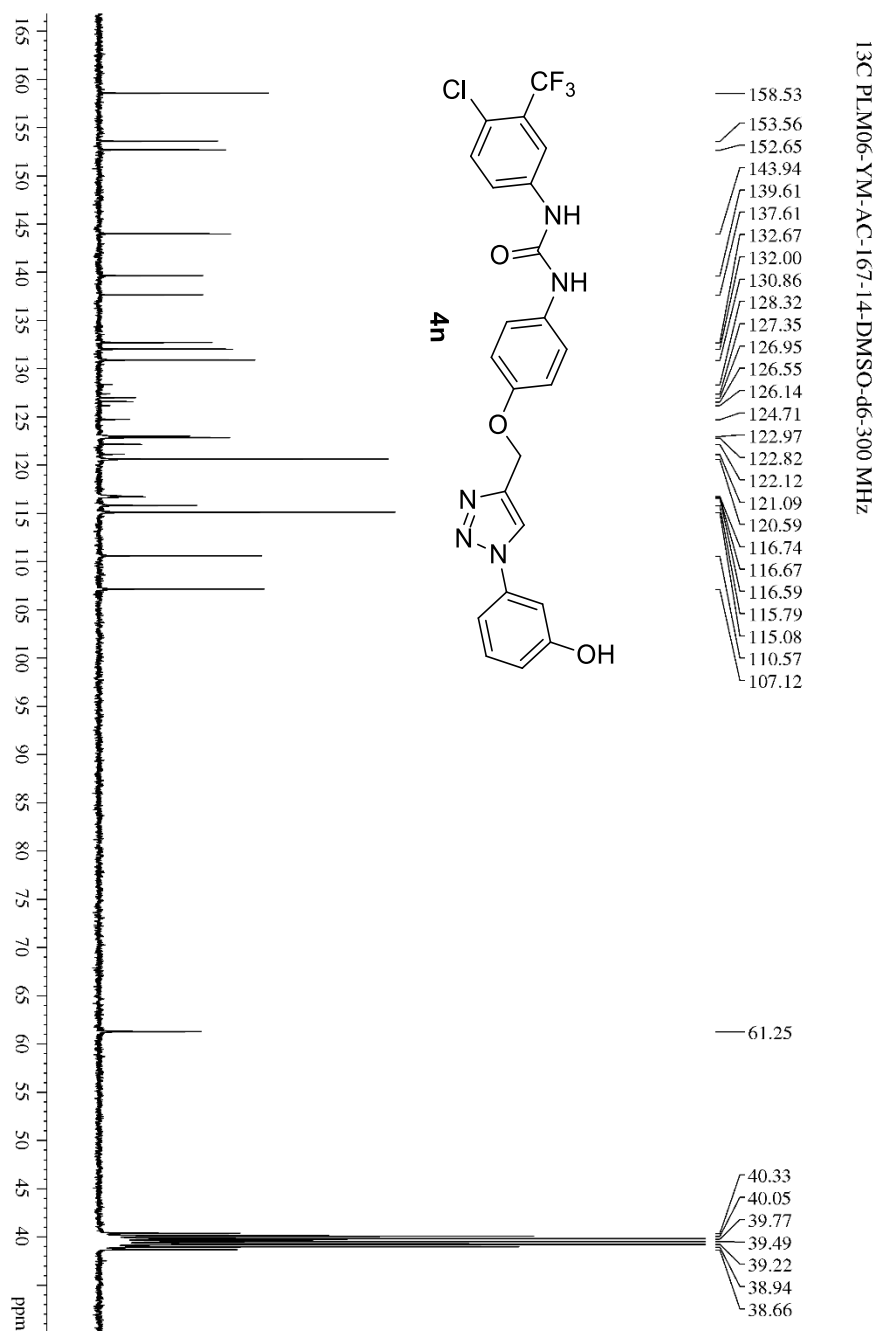 13C PLM06-YM-AC-167-14-DMSO-d6-300 MHz
158.53
153.56
152.65
143.94
139.61
137.61
132.67
132.00
130.86
128.32
127.35
126.95
126.55
126.14
124.71
122.97
122.82
122.12
121.09
120.59
116.74
116.67
116.59
115.79
115.08
110.57
107.12
61.25
40.33
40.05
39.77
39.49
39.22
38.94
38.66
CF3
Cl
NH
O
NH
4n
O
N
N
N
OH
165 160 155 150 145 140 135 130 125 120 115 110 105 100 95 90 85 80 75 70 65 60 55 50 45 40 ppm